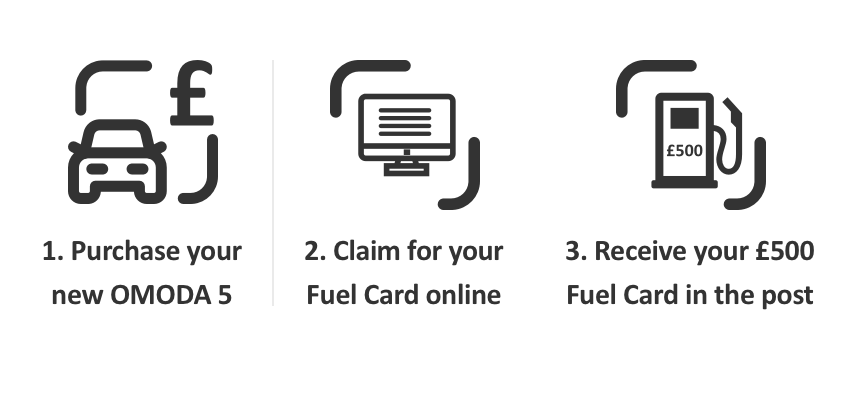 £
£500
1. Purchase your
new OMODA 5
2. Claim for your
Fuel Card online
3. Receive your £500
Fuel Card in the post